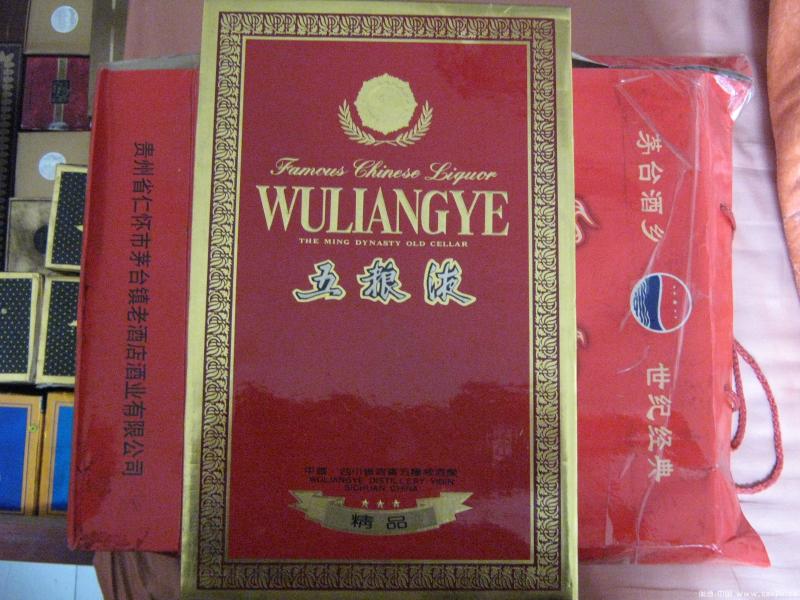 Famous Chinese Liquor
WULIANGYE
THE MING DYNASTY OLD CELLAR
五粮液
WULIANGYE DISTILLERY YIBIN
SICHUAN CHINA
精品
贵州省仁怀市茅台镇老酒店酒业有限公司
茅台酒乡
世纪经典